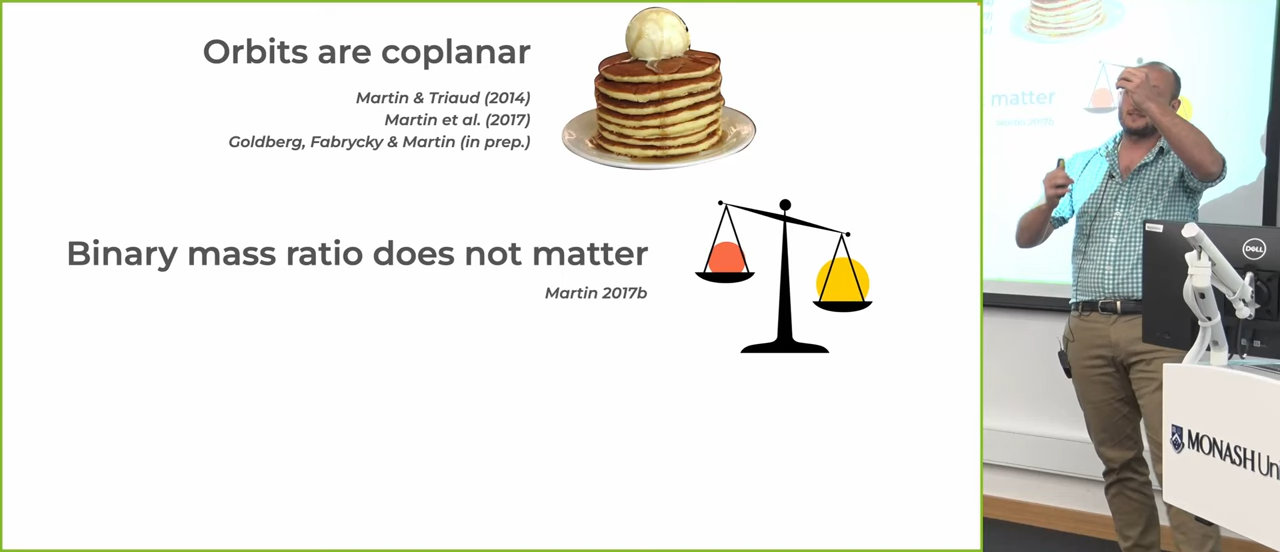 Orbits are coplanar
Martin & Triaud (2014)
Martin et al. (2017)
Goldberg, Fabrycky & Martin (in prep.)
Binary mass ratio does not matter
Martin 2017b
matter
DELL
MONASH Uni